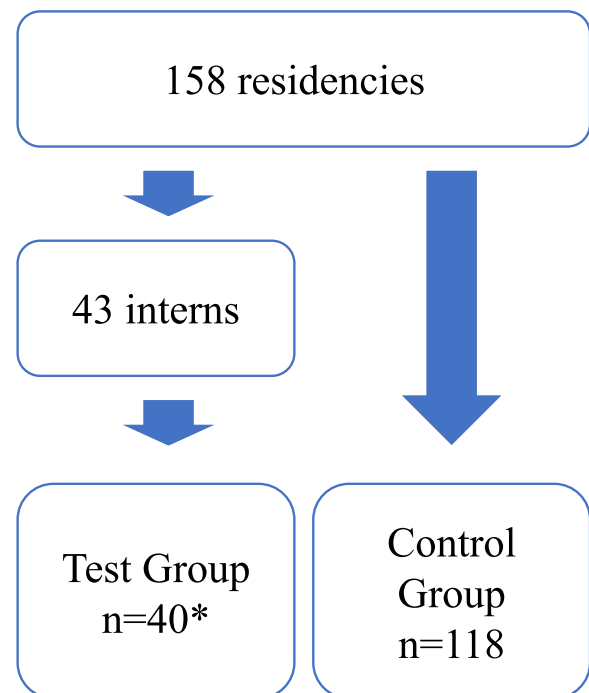 158 residencies
43 interns
Test Group
n=40*
Control
Group
n=118